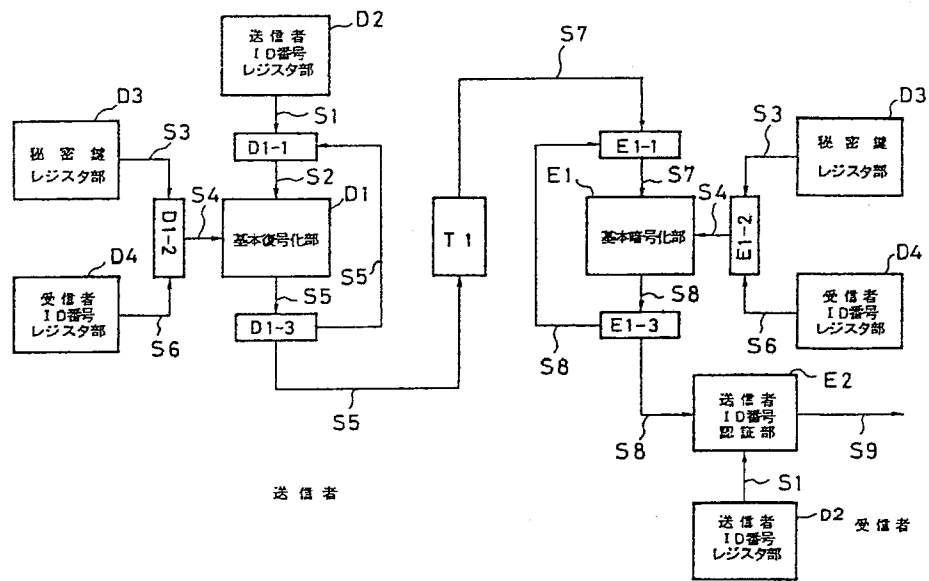 D2
送信者
ID番号
レジスタ部
S1
S7
D3
秘密鍵
レジスタ部
S3
D1-1
S2
D1
S4
D1-2
基本復号化部
S5
S5
D4
受信者
ID番号
レジスタ部
S6
D1-3
S5
T1
E1-1
S7
E1
基本暗号化部
S4
E1-2
S3
D3
秘密鍵
レジスタ部
S8
E1-3
S8
D4
受信者
ID番号
レジスタ部
S6
E2
送信者
ID番号
認証部
S8
S9
S1
送信者
D2
送信者
ID番号
レジスタ部
受信者